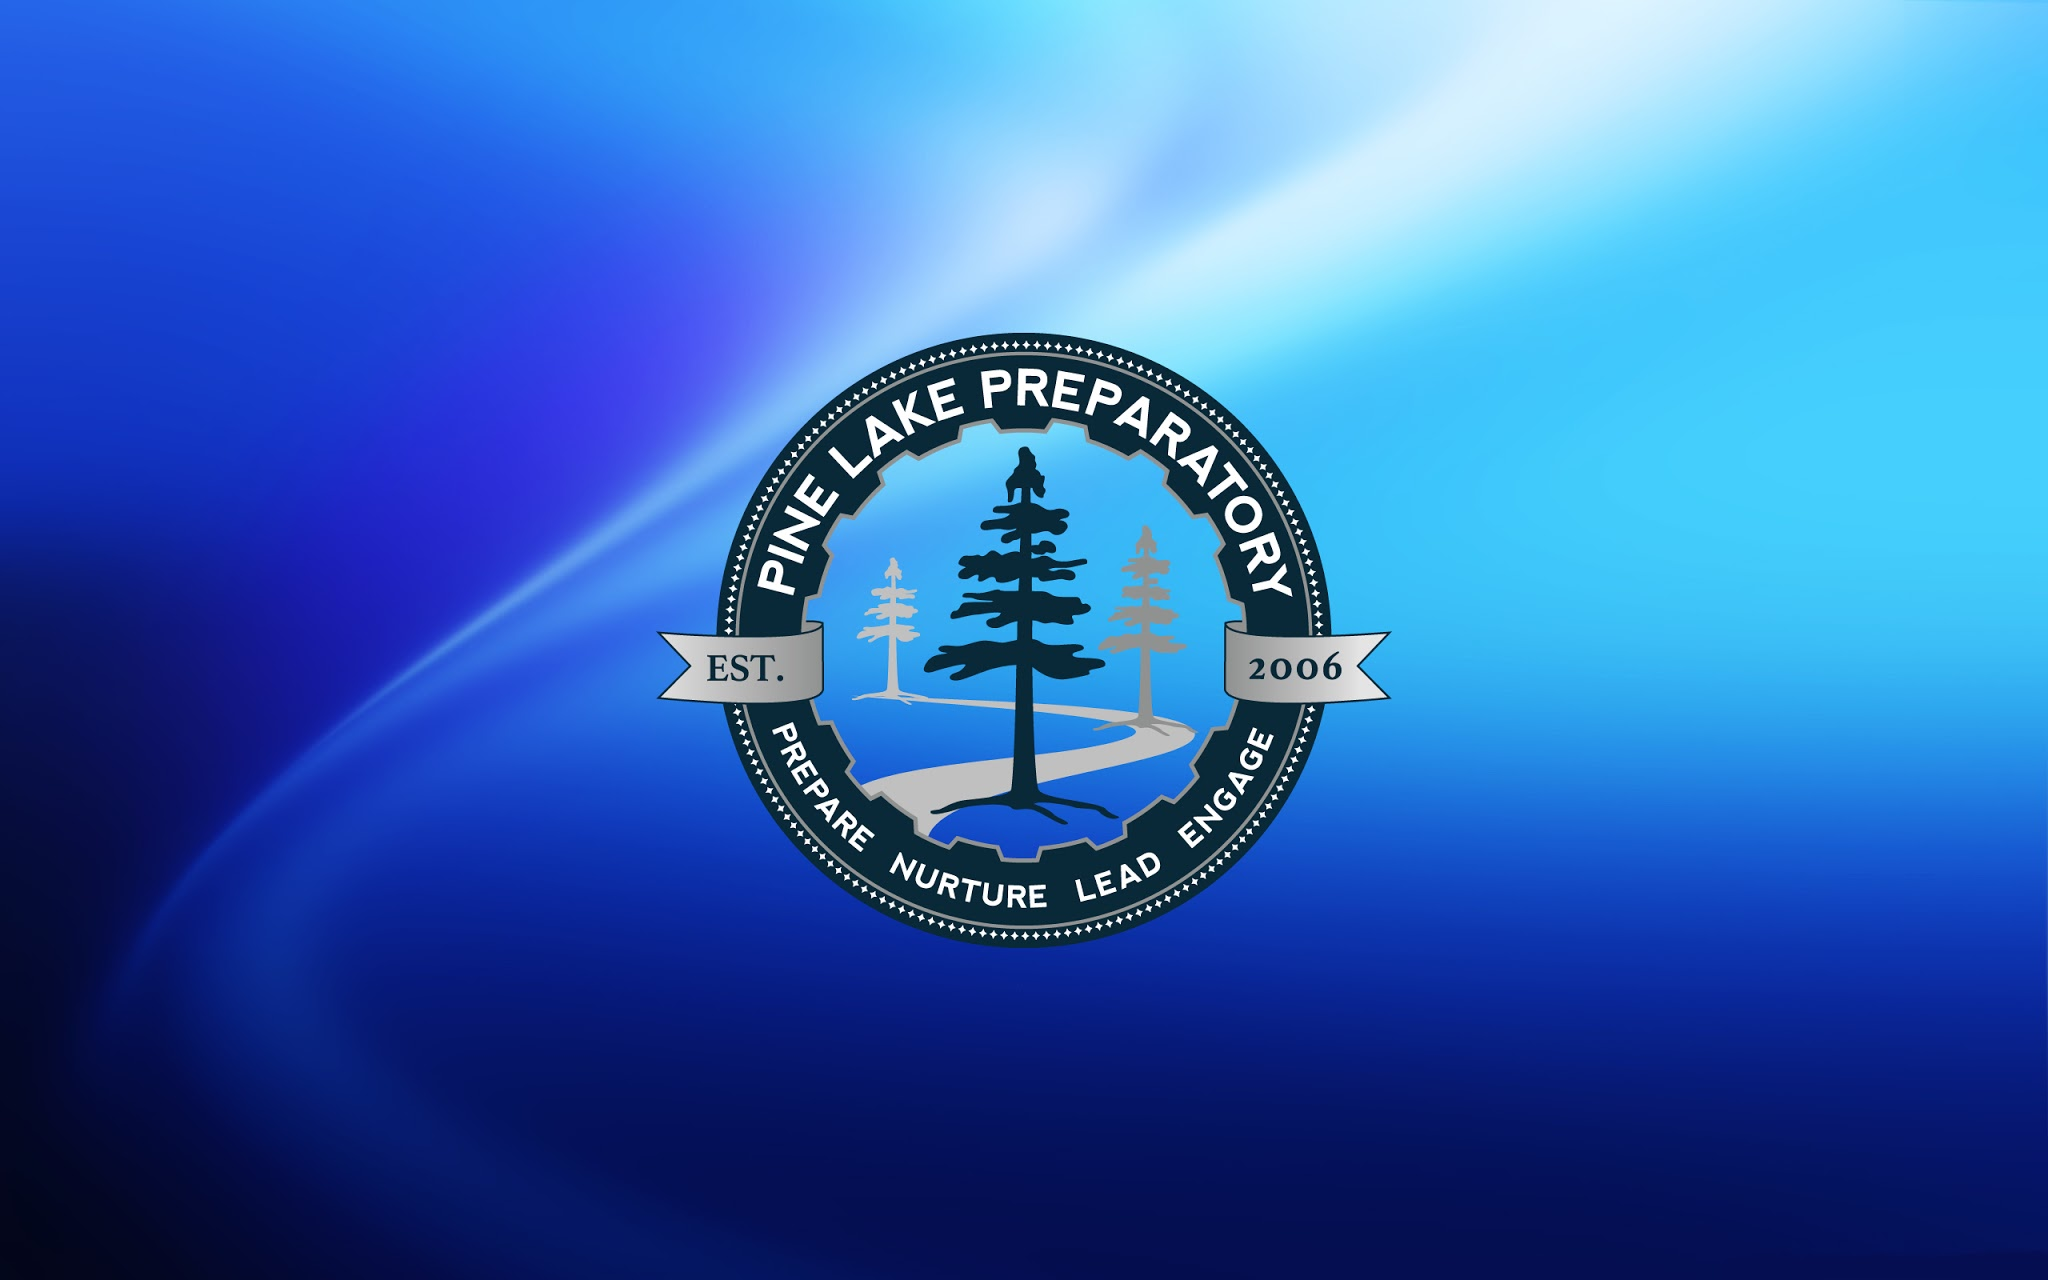 PINE LAKE PREPARATORY
EST. 2006
PREPARE NURTURE LEAD ENGAGE